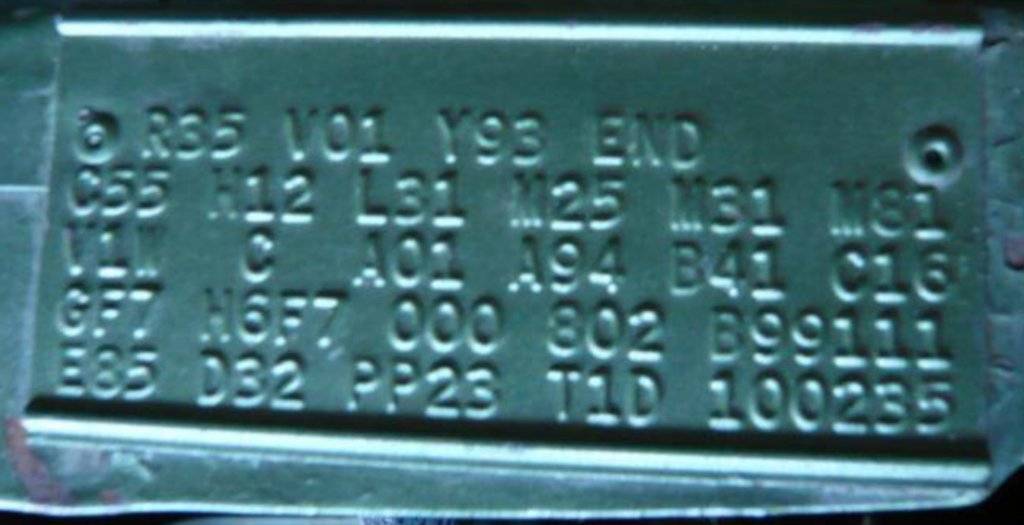 R35 V01 Y93 END
C55 H12 L31 M25 M31 M81
V1W C A01 A94 B41 C16
GF7 H6F7 000 802 B99111
E85 D32 PP23 T1D 100235